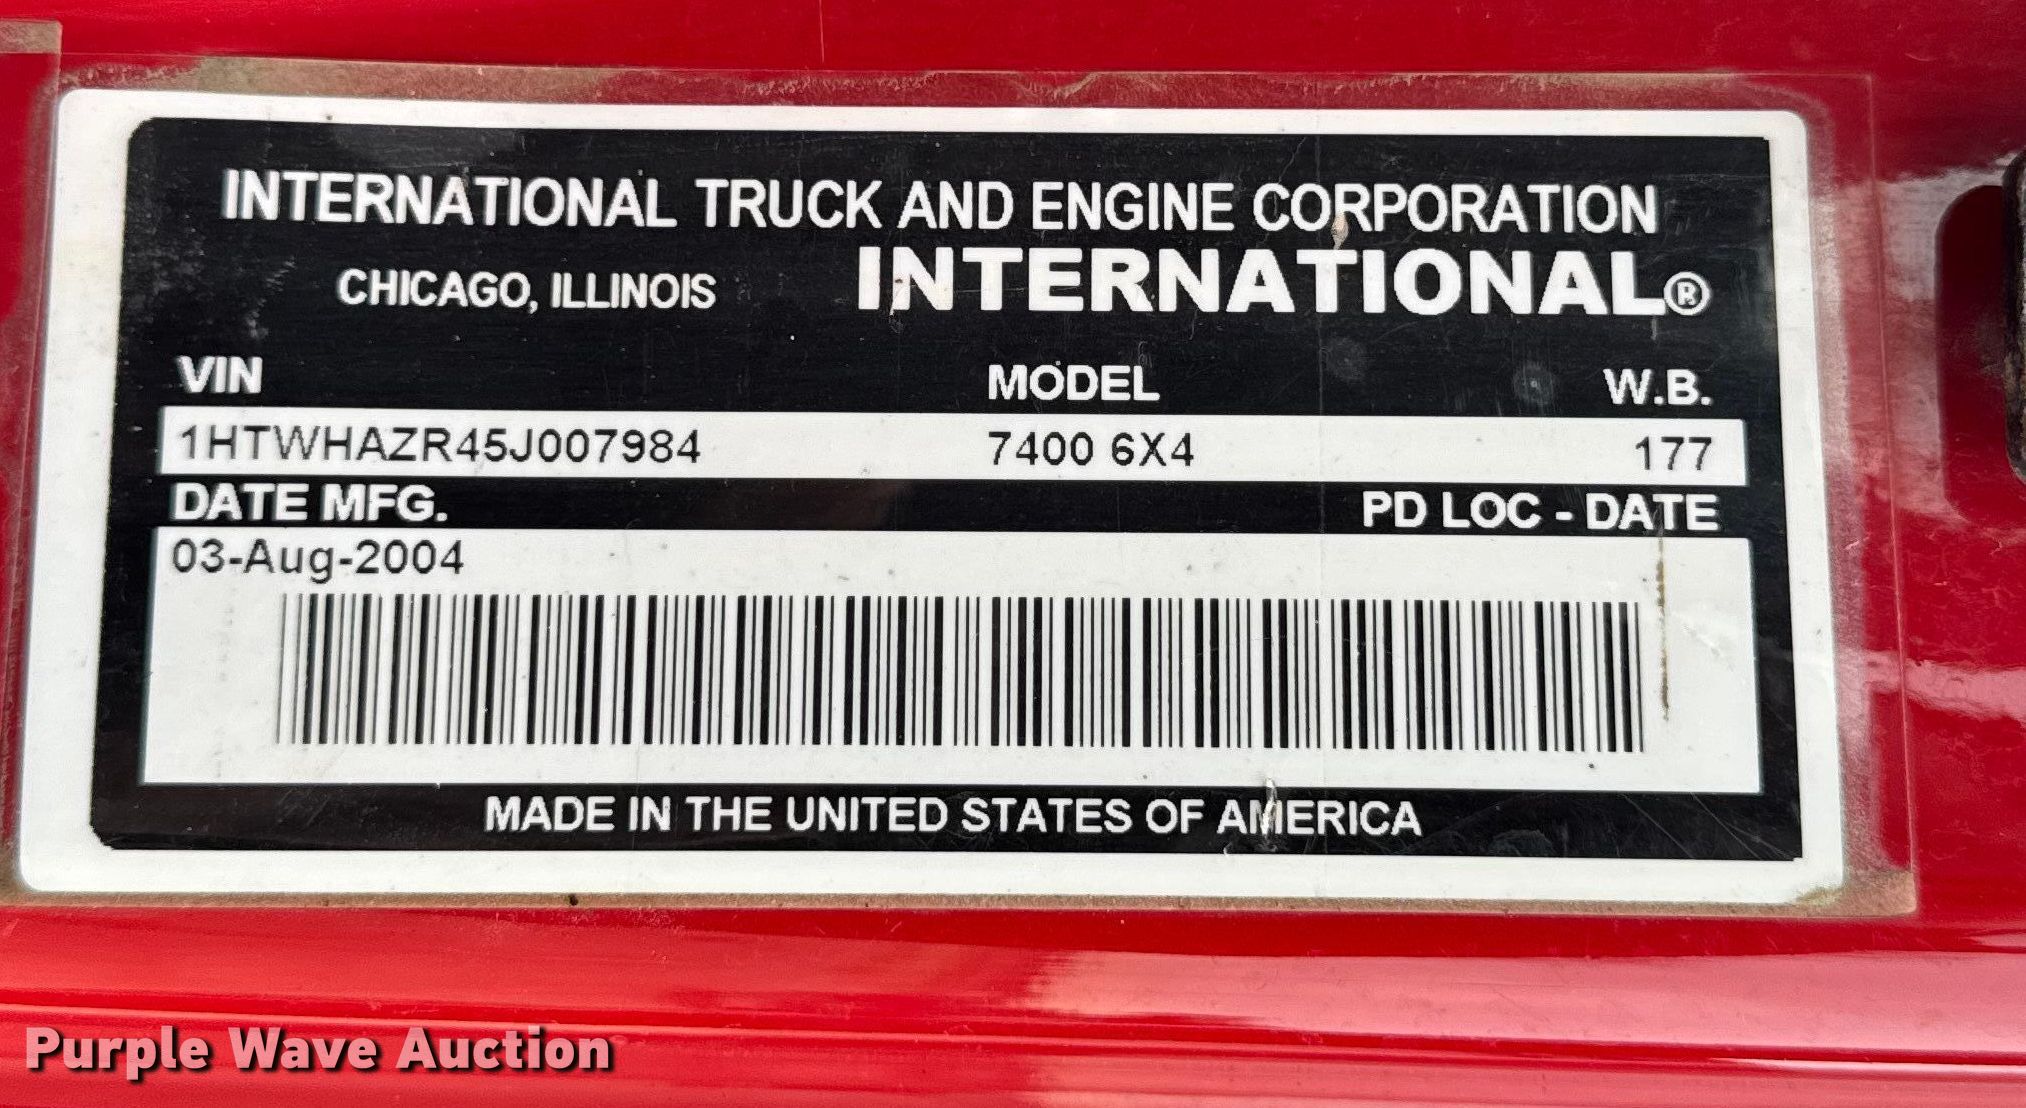 INTERNATIONAL TRUCK AND ENGINE CORPORATION
CHICAGO, ILLINOIS INTERNATIONAL®
VIN MODEL W.B.
1HTWHAZR45J007984 7400 6X4 177
DATE MFG. PD LOC - DATE
03-Aug-2004
MADE IN THE UNITED STATES OF AMERICA
Purple Wave Auction